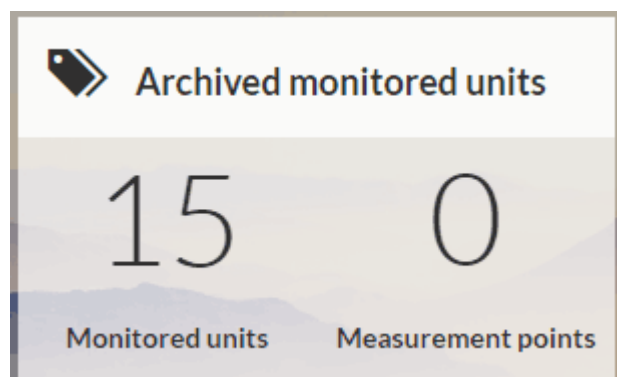 Archived monitored units
15 0
Monitored units Measurement points